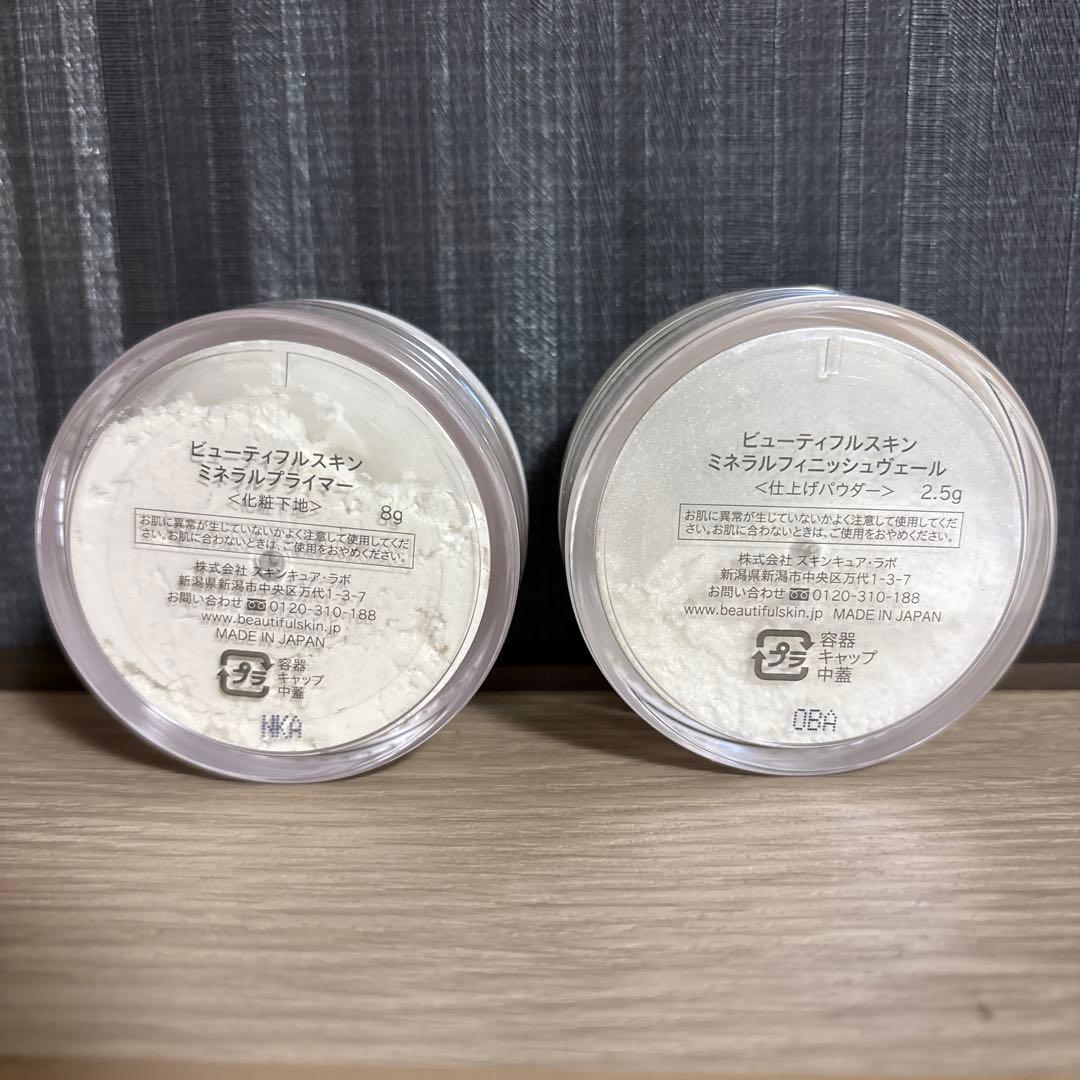 ビューティフルスキン
ミネラルプライマー
<化粧下地>
8g
お肌に異常が生じていないかよく注意して使用してくだ
さい。お肌に合わないときは、ご使用をおやめください。
株式会社 スキンキュア・ラボ
新潟県新潟市中央区万代1-3-7
お問い合わせ 0120-310-188
www.beautifulskin.jp
MADE IN JAPAN
プラ
容器
キャップ
中蓋
NKA
ビューティフルスキン
ミネラルフィニッシュヴェール
<仕上げパウダー> 2.5g
お肌に異常が生じていないかよく注意して使用してくだ
さい。お肌に合わないときは、ご使用をおやめください。
株式会社 スキンキュア・ラボ
新潟県新潟市中央区万代1-3-7
お問い合わせ 0120-310-188
www.beautifulskin.jp MADE IN JAPAN
プラ
容器
キャップ
中蓋
OBA